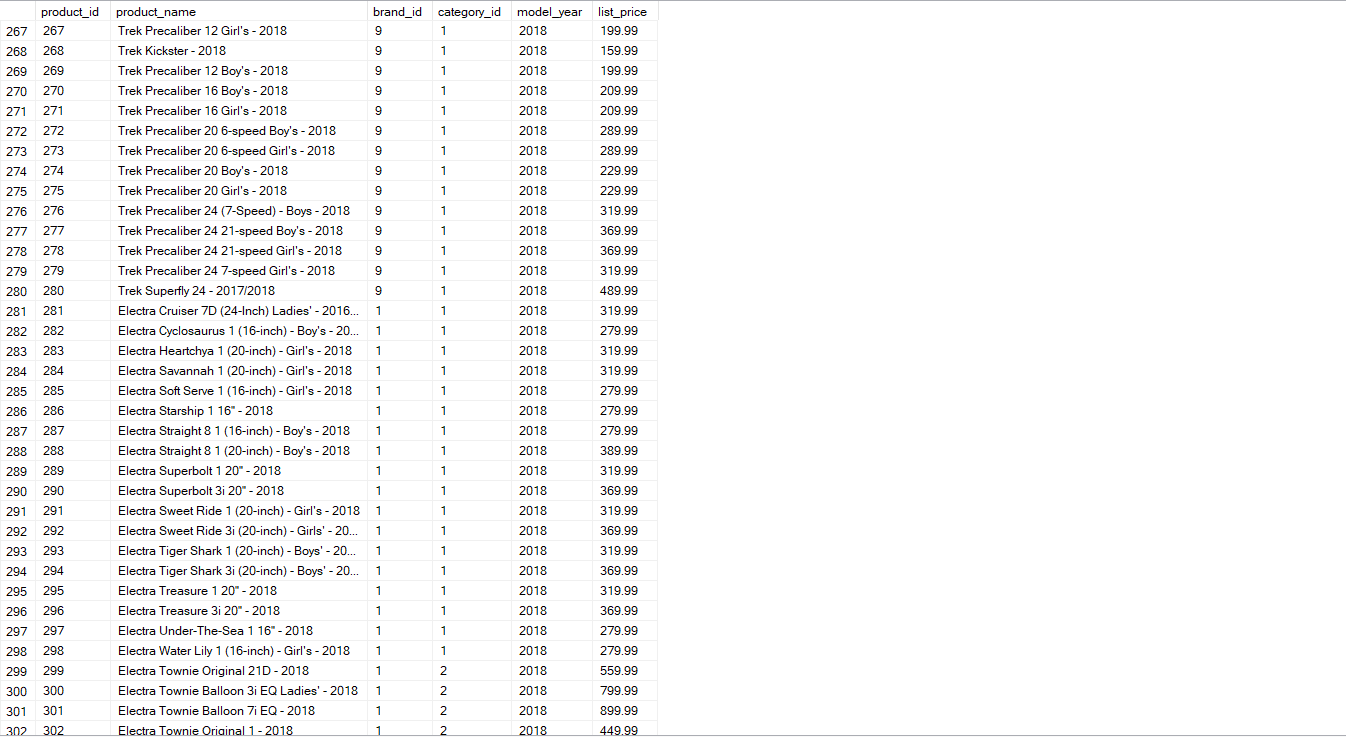 product_id product_name brand_id category_id model_year list_price
267 267 Trek Precaliber 12 Girl's - 2018 9 1 2018 199.99
268 268 Trek Kickster - 2018 9 1 2018 159.99
269 269 Trek Precaliber 12 Boy's - 2018 9 1 2018 199.99
270 270 Trek Precaliber 16 Boy's - 2018 9 1 2018 209.99
271 271 Trek Precaliber 16 Girl's - 2018 9 1 2018 209.99
272 272 Trek Precaliber 20 6-speed Boy's - 2018 9 1 2018 289.99
273 273 Trek Precaliber 20 6-speed Girl's - 2018 9 1 2018 289.99
274 274 Trek Precaliber 20 Boy's - 2018 9 1 2018 229.99
275 275 Trek Precaliber 20 Girl's - 2018 9 1 2018 229.99
276 276 Trek Precaliber 24 (7-Speed) - Boys - 2018 9 1 2018 319.99
277 277 Trek Precaliber 24 21-speed Boy's - 2018 9 1 2018 369.99
278 278 Trek Precaliber 24 21-speed Girl's - 2018 9 1 2018 369.99
279 279 Trek Precaliber 24 7-speed Girl's - 2018 9 1 2018 319.99
280 280 Trek Superfly 24 - 2017/2018 9 1 2018 489.99
281 281 Electra Cruiser 7D (24-Inch) Ladies' - 2016... 1 1 2018 319.99
282 282 Electra Cyclosaurus 1 (16-inch) - Boy's - 20... 1 1 2018 279.99
283 283 Electra Heartchya 1 (20-inch) - Girl's - 2018 1 1 2018 319.99
284 284 Electra Savannah 1 (20-inch) - Girl's - 2018 1 1 2018 319.99
285 285 Electra Soft Serve 1 (16-inch) - Girl's - 2018 1 1 2018 279.99
286 286 Electra Starship 1 16" - 2018 1 1 2018 279.99
287 287 Electra Straight 8 1 (16-inch) - Boy's - 2018 1 1 2018 279.99
288 288 Electra Straight 8 1 (20-inch) - Boy's - 2018 1 1 2018 389.99
289 289 Electra Superbolt 1 20" - 2018 1 1 2018 319.99
290 290 Electra Superbolt 3i 20" - 2018 1 1 2018 369.99
291 291 Electra Sweet Ride 1 (20-inch) - Girl's - 2018 1 1 2018 319.99
292 292 Electra Sweet Ride 3i (20-inch) - Girls' - 20... 1 1 2018 369.99
293 293 Electra Tiger Shark 1 (20-inch) - Boys' - 20... 1 1 2018 319.99
294 294 Electra Tiger Shark 3i (20-inch) - Boys' - 20... 1 1 2018 369.99
295 295 Electra Treasure 1 20" - 2018 1 1 2018 319.99
296 296 Electra Treasure 3i 20" - 2018 1 1 2018 369.99
297 297 Electra Under-The-Sea 1 16" - 2018 1 1 2018 279.99
298 298 Electra Water Lily 1 (16-inch) - Girl's - 2018 1 1 2018 279.99
299 299 Electra Townie Original 21D - 2018 1 2 2018 559.99
300 300 Electra Townie Balloon 3i EQ Ladies' - 2018 1 2 2018 799.99
301 301 Electra Townie Balloon 7i EQ - 2018 1 2 2018 899.99
302 302 Electra Townie Original 1 - 2018 1 2 2018 449.99